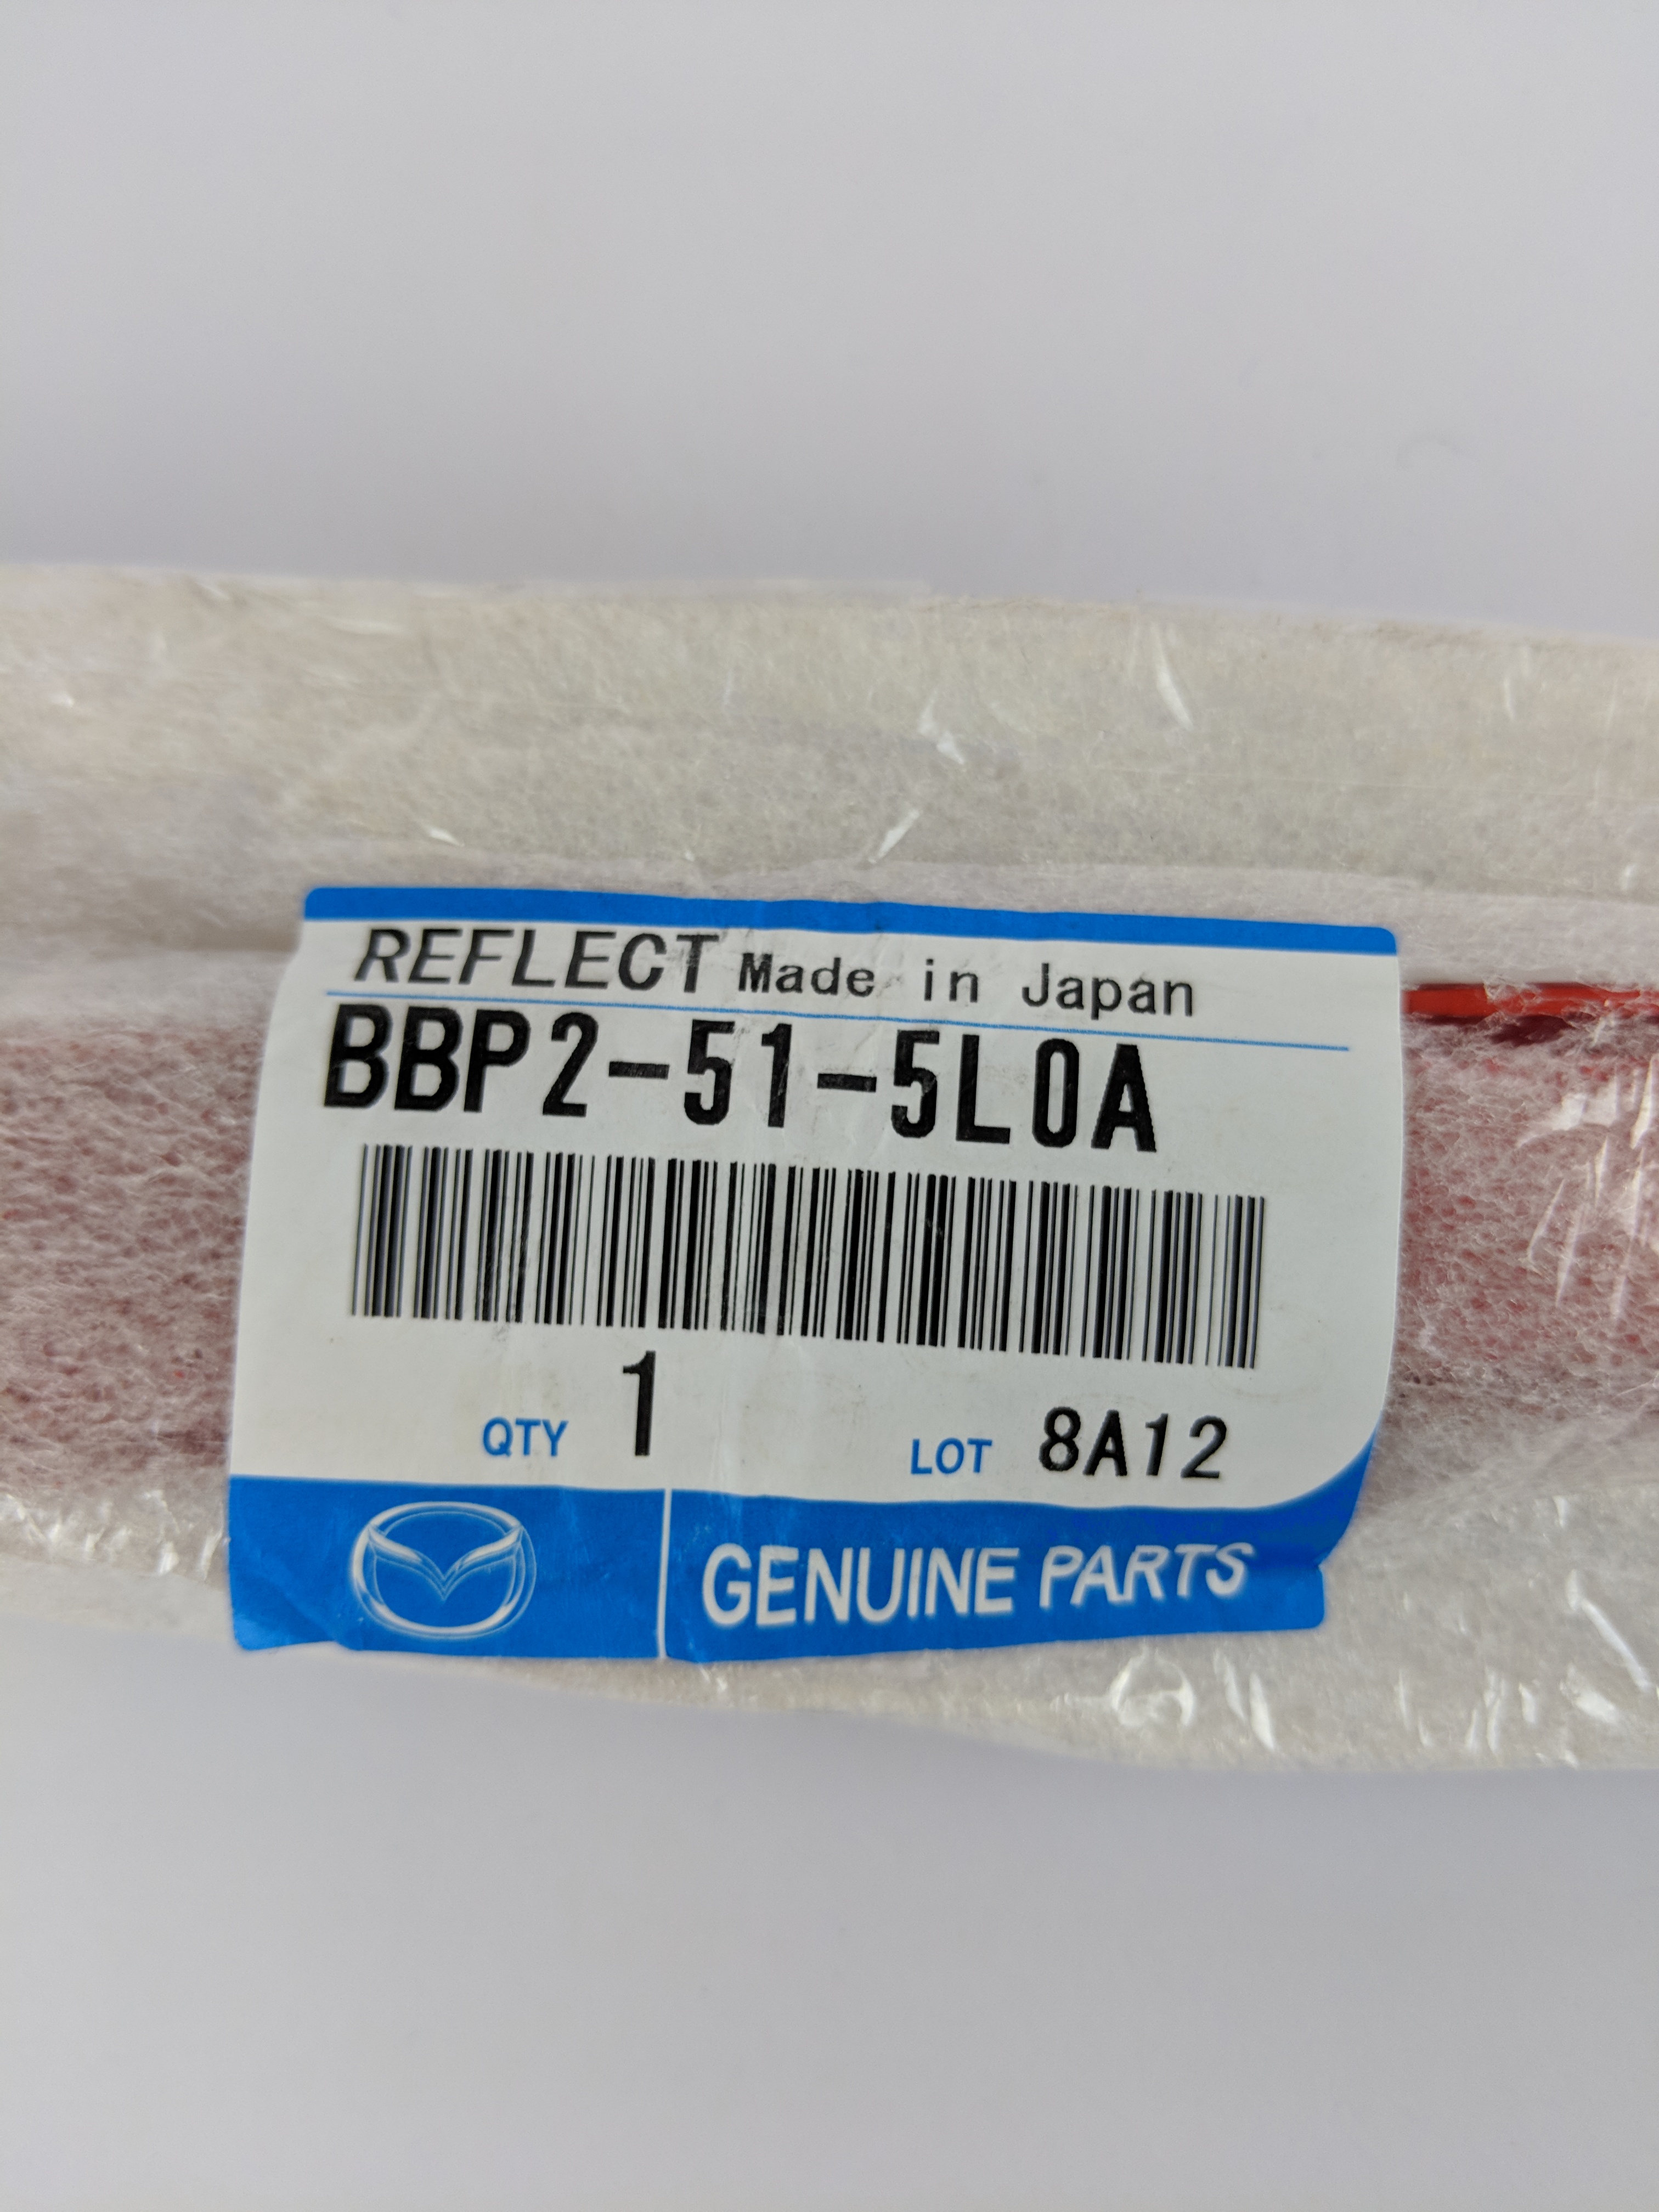 REFLECT Made in Japan
BBP2-51-5L0A
QTY 1 LOT 8A12
GENUINE PARTS